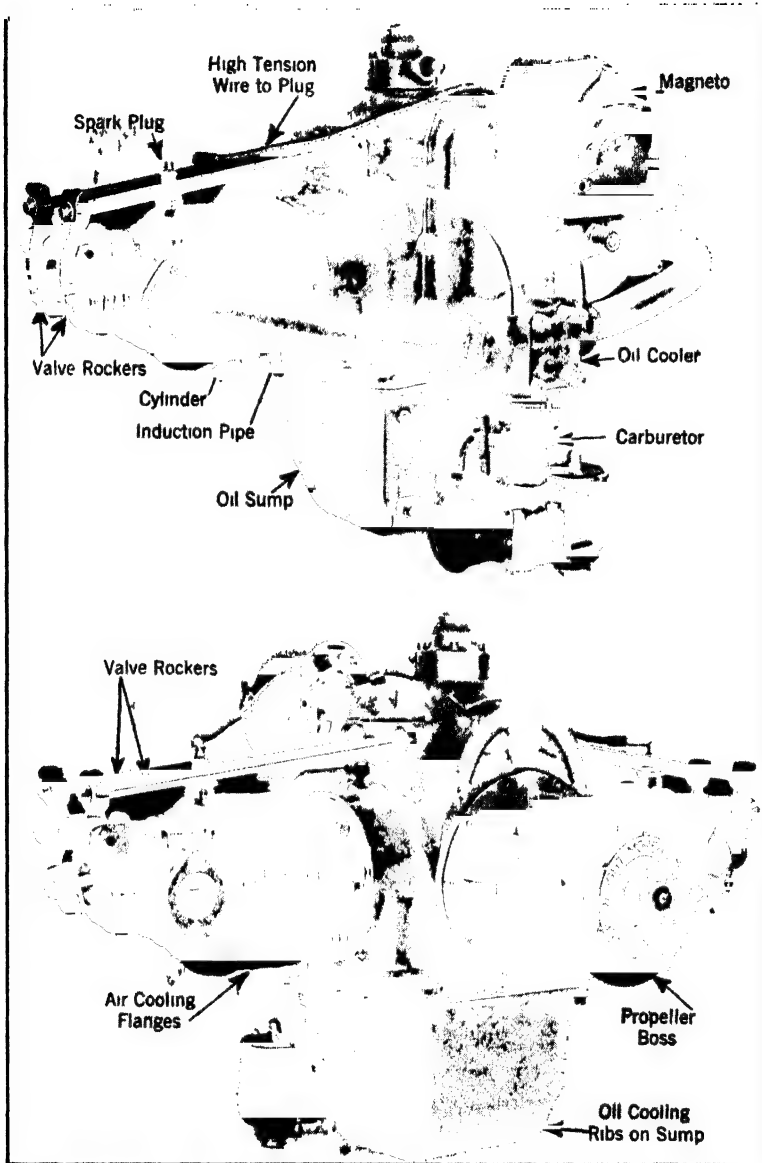 High Tension
Wire to Plug
Magneto
Spark Plug
Valve Rockers
Oil Cooler
Cylinder
Induction Pipe
Carburetor
Oil Sump
Valve Rockers
Air Cooling
Flanges
Propeller
Boss
Oil Cooling
Ribs on Sump